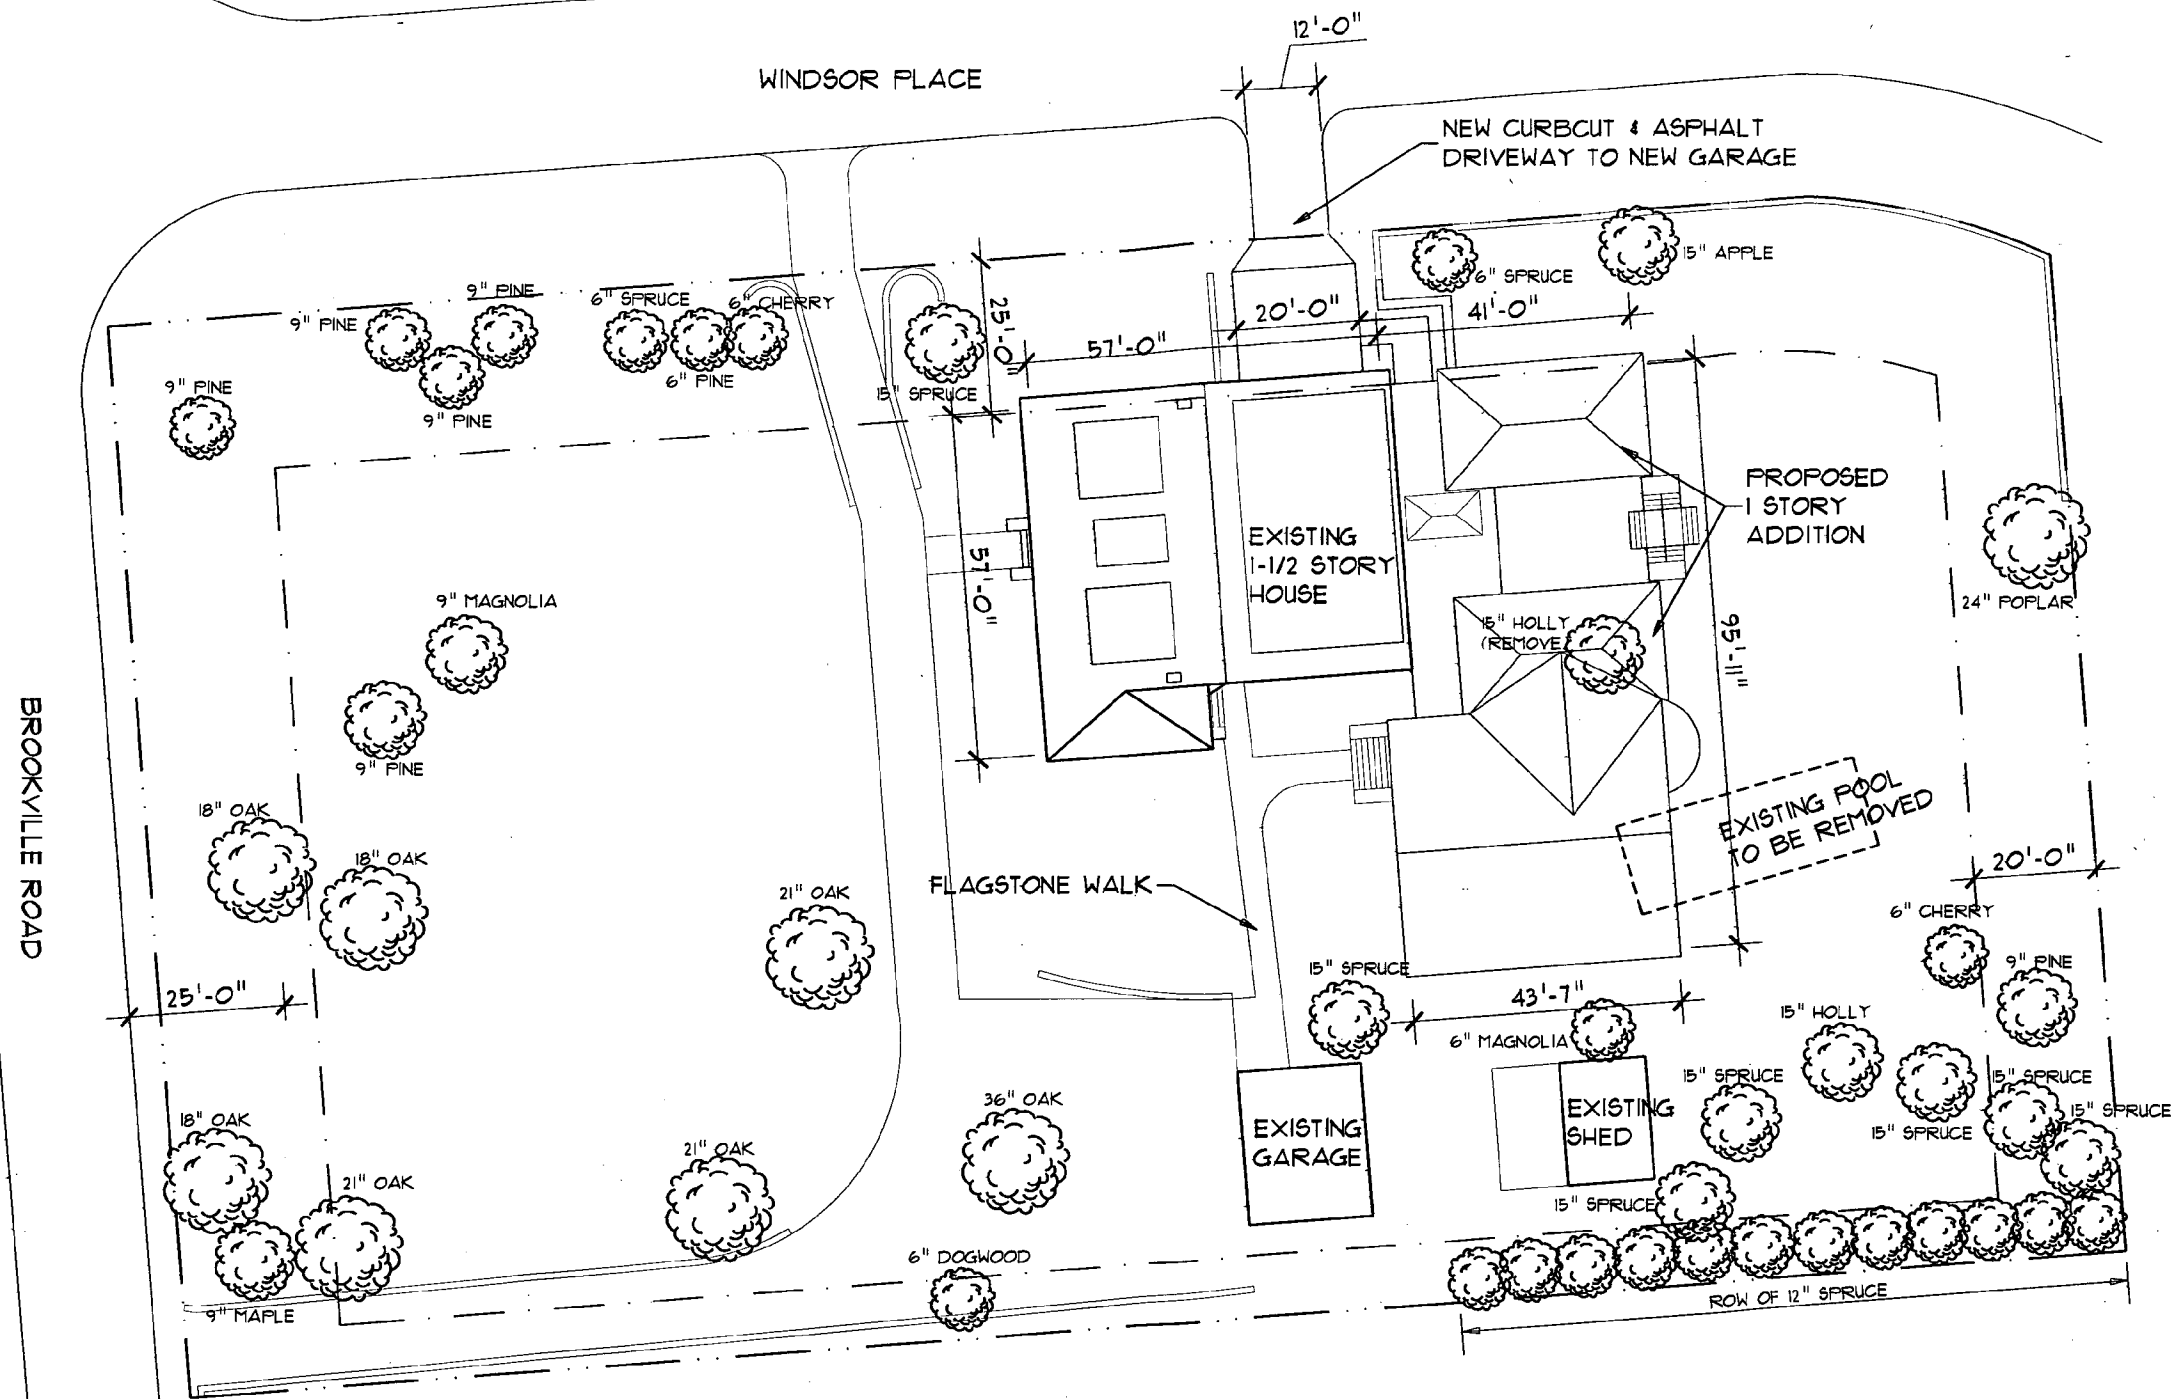 12'-0"
WINDSOR PLACE
NEW CURBCUT & ASPHALT
DRIVEWAY TO NEW GARAGE
15" APPLE
6" SPRUCE
9" PINE
6" SPRUCE
6" CHERRY
9" PINE
25'-0"
20'-0"
41'-0"
57'-0"
6" PINE
9" PINE
15" SPRUCE
9" PINE
PROPOSED
1 STORY
ADDITION
EXISTING
1-1/2 STORY
HOUSE
57'-0"
9" MAGNOLIA
24" POPLAR
15" HOLLY
(REMOVE)
95'-11"
9" PINE
BROOKVILLE ROAD
18" OAK
EXISTING POOL
TO BE REMOVED
18" OAK
20'-0"
21" OAK
FLAGSTONE WALK
6" CHERRY
9" PINE
15" SPRUCE
25'-0"
43'-7"
15" HOLLY
6" MAGNOLIA
15" SPRUCE
15" SPRUCE
36" OAK
EXISTING
SHED
15" SPRUCE
18" OAK
EXISTING
GARAGE
15" SPRUCE
21" OAK
21" OAK
15" SPRUCE
6" DOGWOOD
ROW OF 12" SPRUCE
9" MAPLE